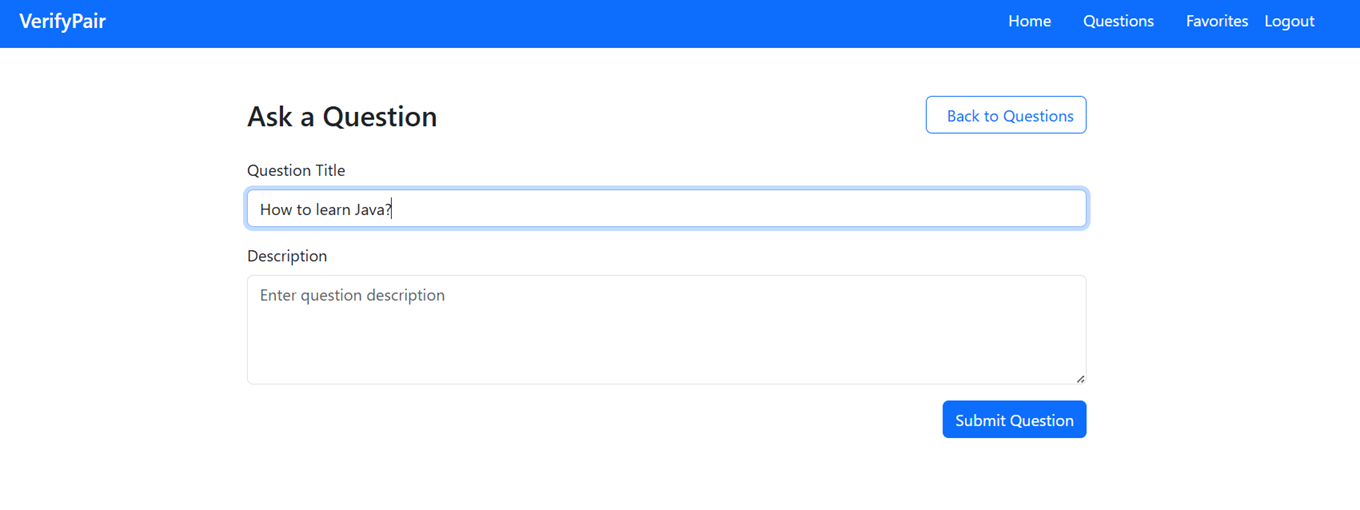 VerifyPair Home Questions Favorites Logout
Ask a Question Back to Questions
Question Title
How to learn Java?
Description
Enter question description
Submit Question